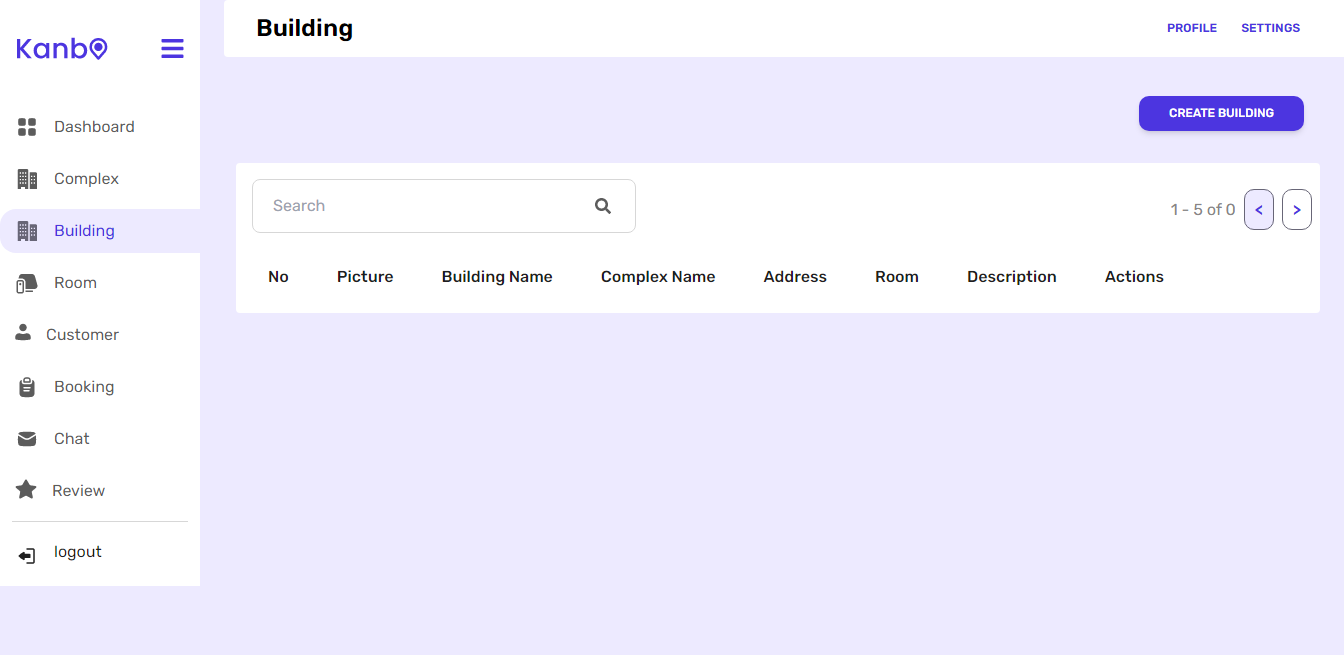 Kanbo
Dashboard
Complex
Building
Room
Customer
Booking
Chat
Review
logout
Building
PROFILE SETTINGS
CREATE BUILDING
Search
1 - 5 of 0 < >
No Picture Building Name Complex Name Address Room Description Actions